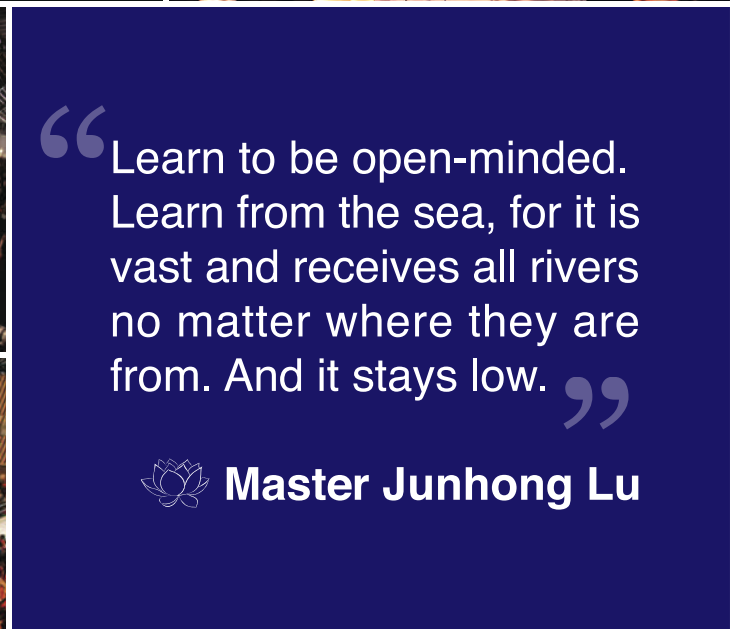 “Learn to be open-minded.
Learn from the sea, for it is
vast and receives all rivers
no matter where they are
from. And it stays low.”
Master Junhong Lu